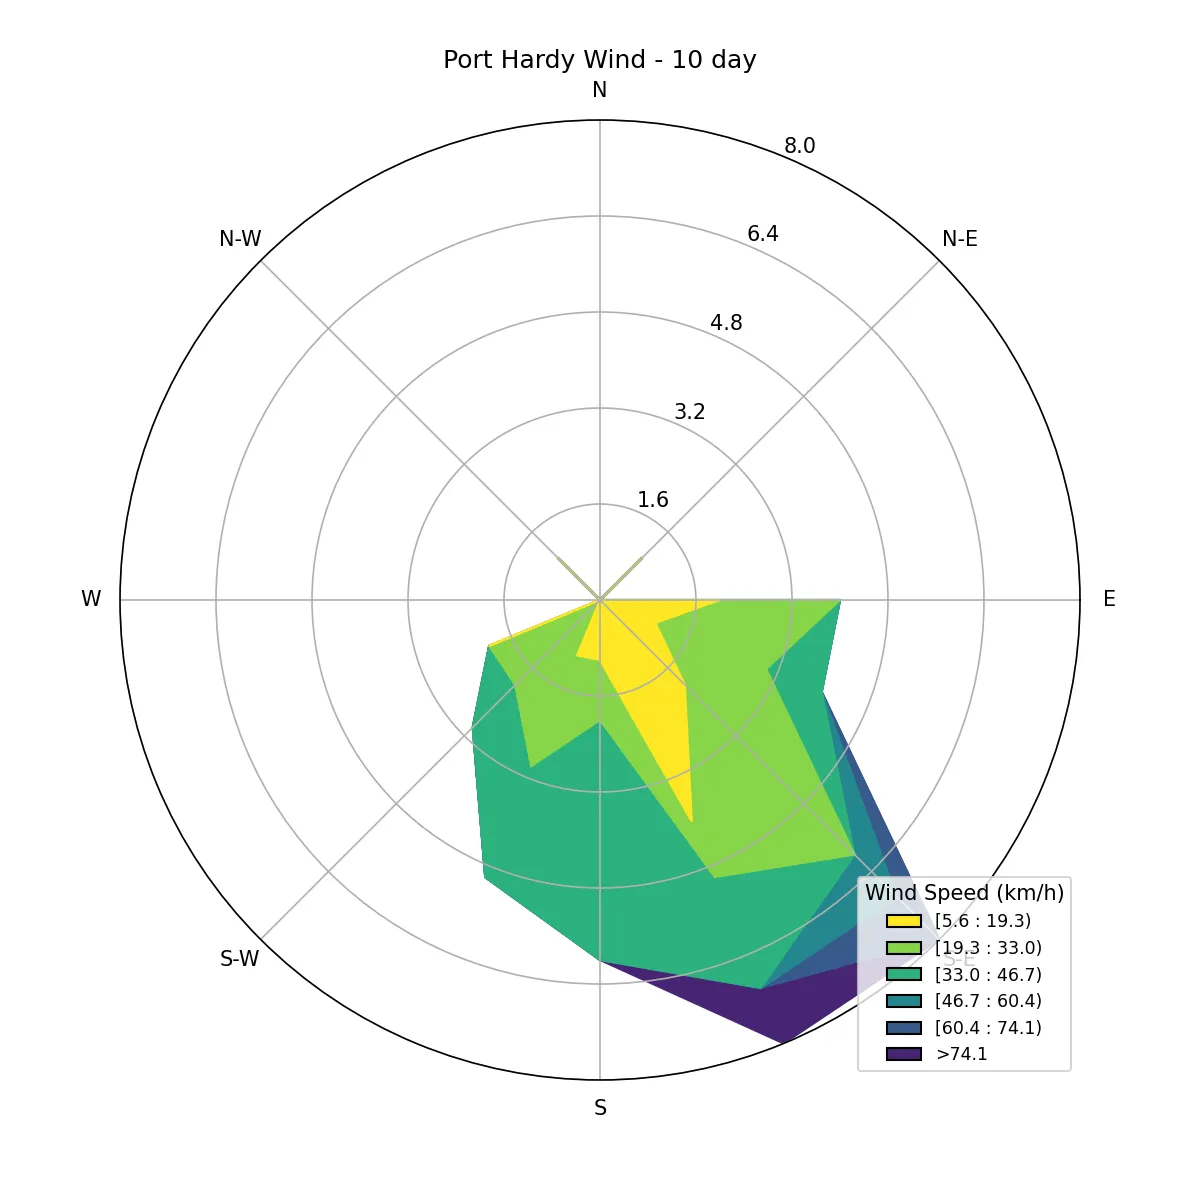 Port Hardy Wind - 10 day
N
8.0
N-W
6.4
N-E
4.8
3.2
1.6
W
E
Wind Speed (km/h)
[5.6 : 19.3)
[19.3 : 33.0)
[33.0 : 46.7)
[46.7 : 60.4)
[60.4 : 74.1)
>74.1
S-W
S-E
S